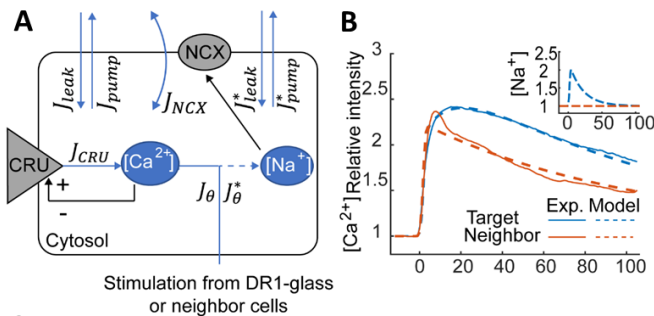 A
NCX
J_leak
J_pump
J_NCX
J*_leak
J*_pump
CRU
J_CRU
[Ca²⁺]
[Na⁺]
+
-
J_θ
J*_θ
Cytosol
Stimulation from DR1-glass
or neighbor cells
B
[Ca²⁺]Relative intensity
3
2.5
2
1.5
1
0 20 40 60 80 100
[Na⁺]
2.5
2
1.5
1
0 50 100
Exp. Model
Target
Neighbor